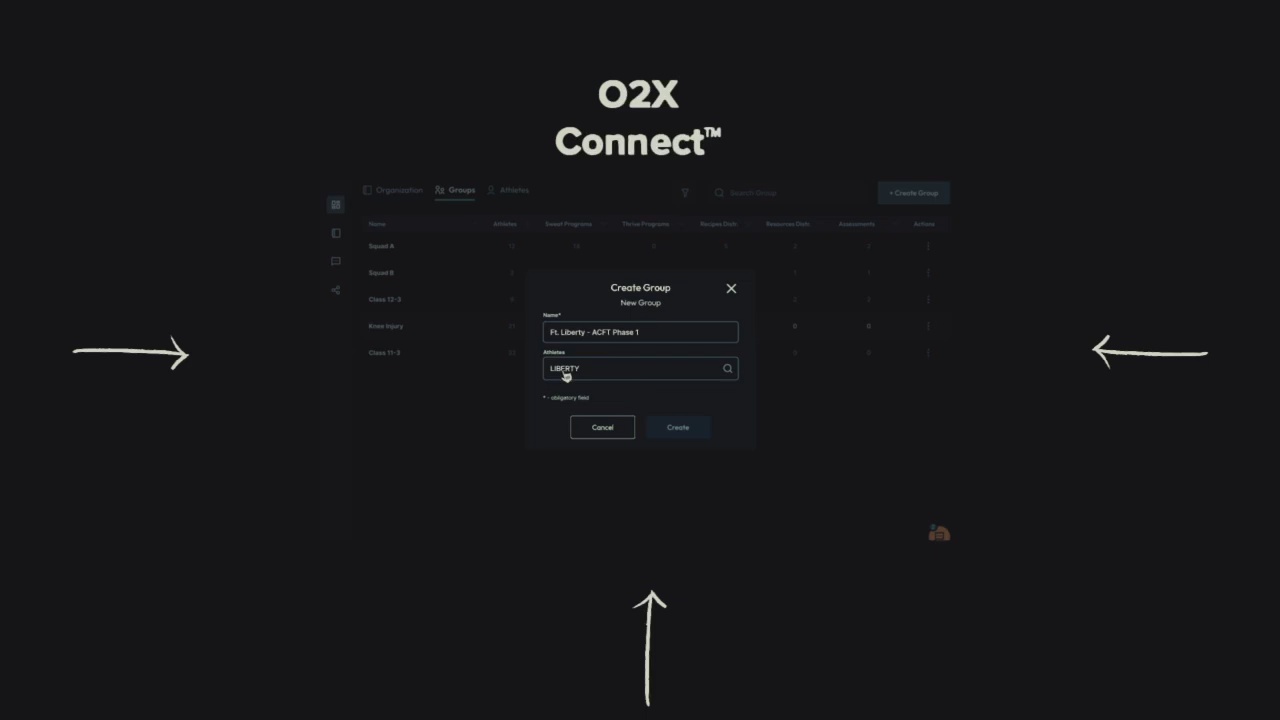 O2X
Connect™
Organization Groups Athletes Search Group + Create Group
Name Athletes Sweat Programs Thrive Programs Recipes Distr. Resources Distr. Assessments Actions
Squad A
Squad B
Class 12-3
Knee Injury 0 0
Class 11-3
Create Group
New Group
Name*
Ft. Liberty - ACFT Phase 1
Athletes
LIBERTY
* - obligatory field
Cancel Create